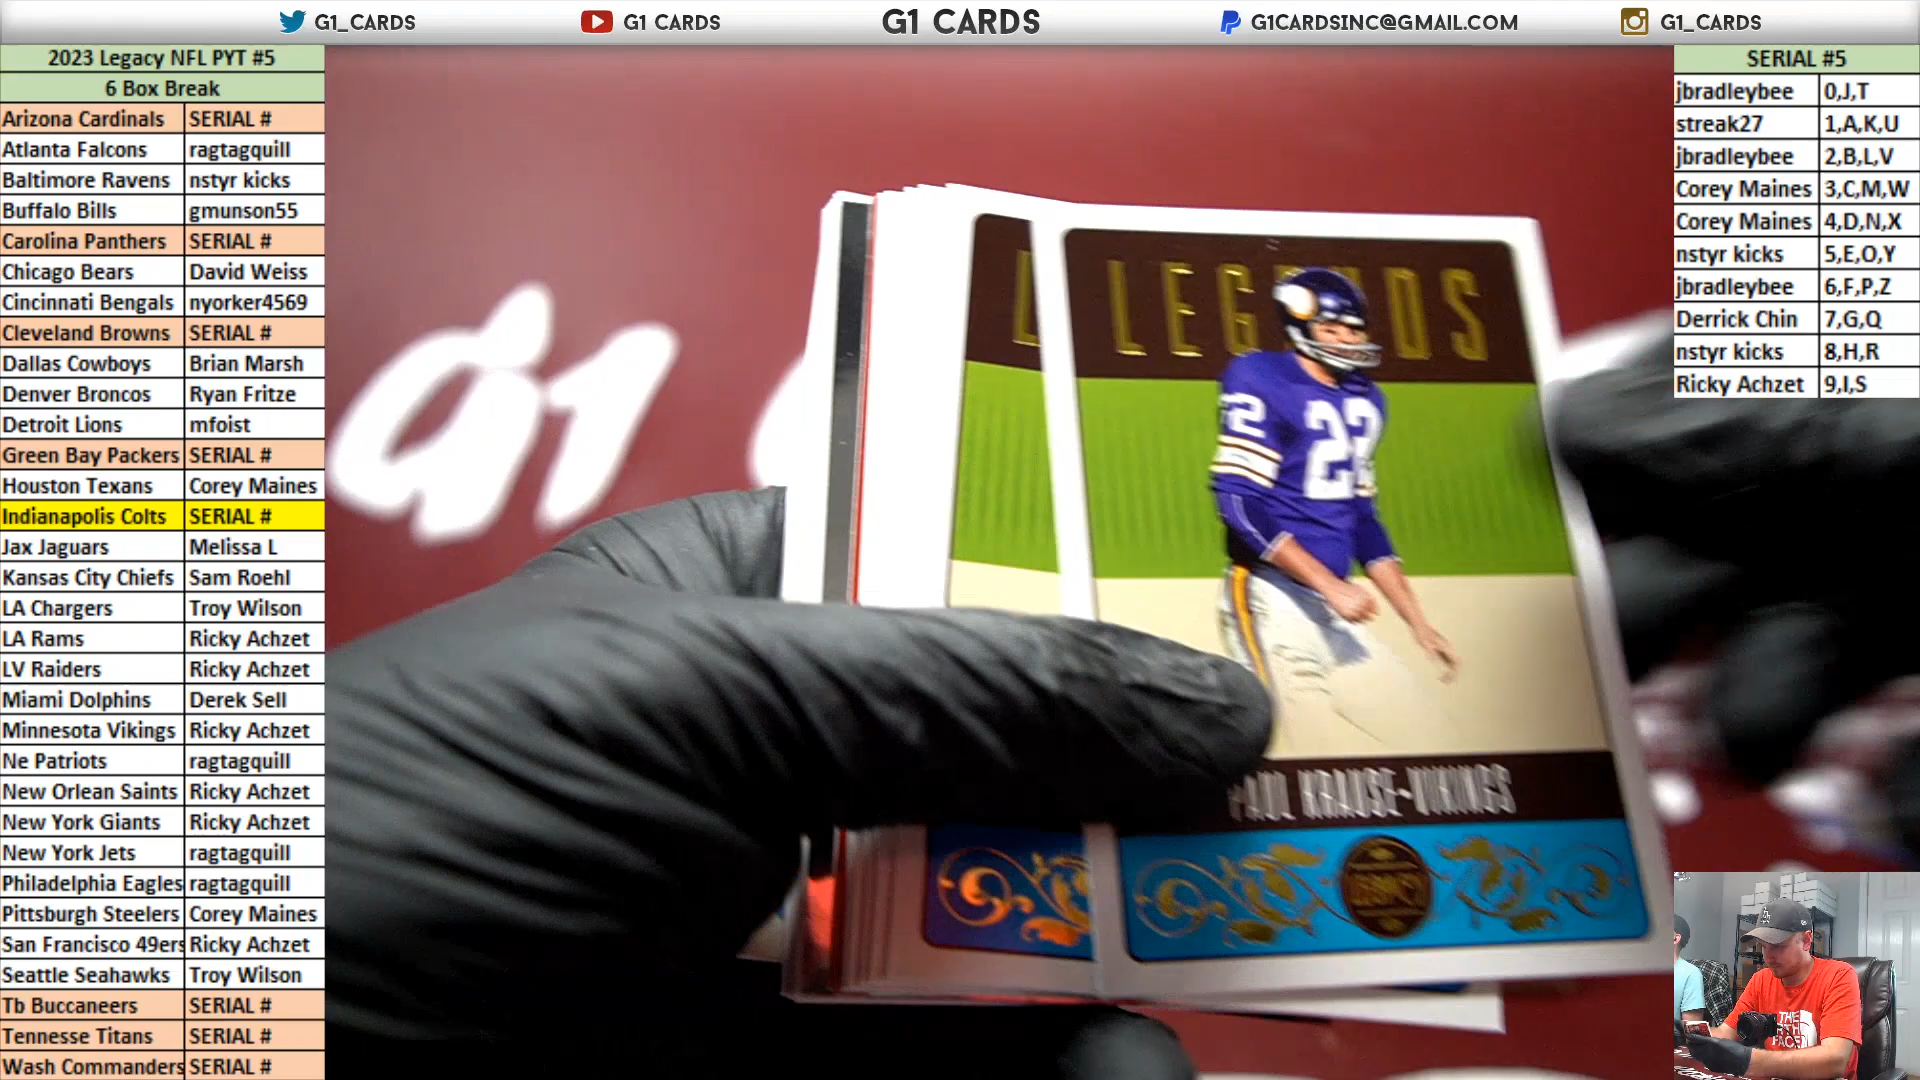 G1_CARDS G1 CARDS G1 CARDS G1CARDSINC@GMAIL.COM G1_CARDS
2023 Legacy NFL PYT #5
6 Box Break
Arizona Cardinals SERIAL #
Atlanta Falcons ragtagquill
Baltimore Ravens nstyr kicks
Buffalo Bills gmunson55
Carolina Panthers SERIAL #
Chicago Bears David Weiss
Cincinnati Bengals nyorker4569
Cleveland Browns SERIAL #
Dallas Cowboys Brian Marsh
Denver Broncos Ryan Fritze
Detroit Lions mfoist
Green Bay Packers SERIAL #
Houston Texans Corey Maines
Indianapolis Colts SERIAL #
Jax Jaguars Melissa L
Kansas City Chiefs Sam Roehl
LA Chargers Troy Wilson
LA Rams Ricky Achzet
LV Raiders Ricky Achzet
Miami Dolphins Derek Sell
Minnesota Vikings Ricky Achzet
Ne Patriots ragtagquill
New Orlean Saints Ricky Achzet
New York Giants Ricky Achzet
New York Jets ragtagquill
Philadelphia Eagles ragtagquill
Pittsburgh Steelers Corey Maines
San Francisco 49ers Ricky Achzet
Seattle Seahawks Troy Wilson
Tb Buccaneers SERIAL #
Tennesse Titans SERIAL #
Wash Commanders SERIAL #
G1
L
LEGENDS
22
22
PAUL KRAUSE-VIKINGS
LEGACY
SERIAL #5
jbradleybee 0,J,T
streak27 1,A,K,U
jbradleybee 2,B,L,V
Corey Maines 3,C,M,W
Corey Maines 4,D,N,X
nstyr kicks 5,E,O,Y
jbradleybee 6,F,P,Z
Derrick Chin 7,G,Q
nstyr kicks 8,H,R
Ricky Achzet 9,I,S
THE
NORTH
FACE